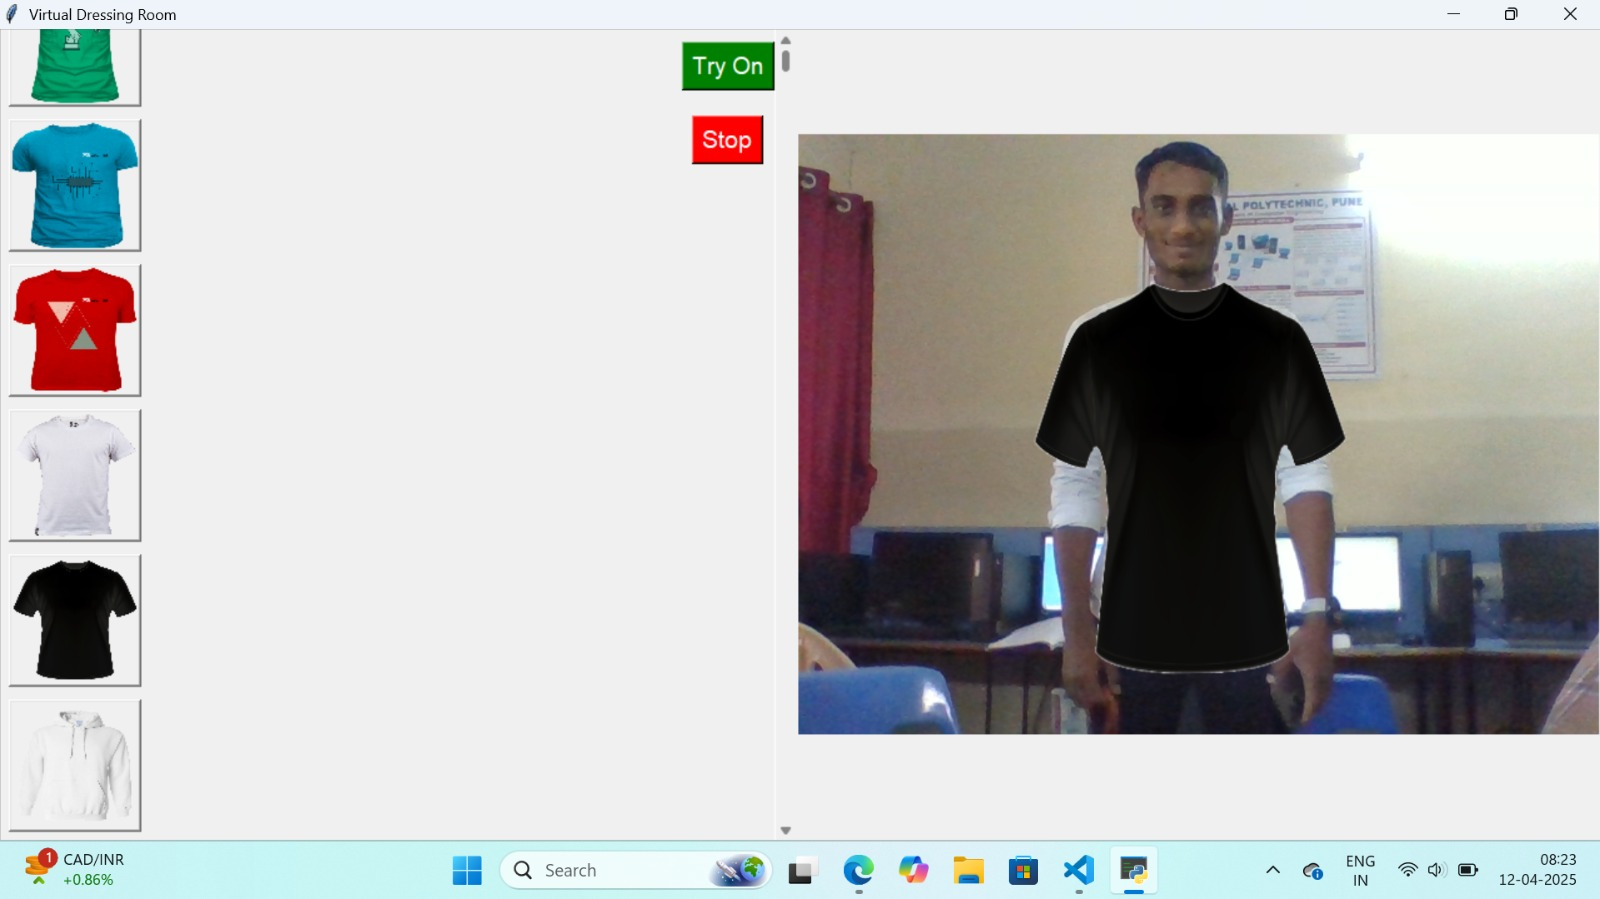 Virtual Dressing Room
Try On
Stop
L POLYTECHNIC, PUNE
1
CAD/INR
+0.86%
Search
ENG
IN
08:23
12-04-2025